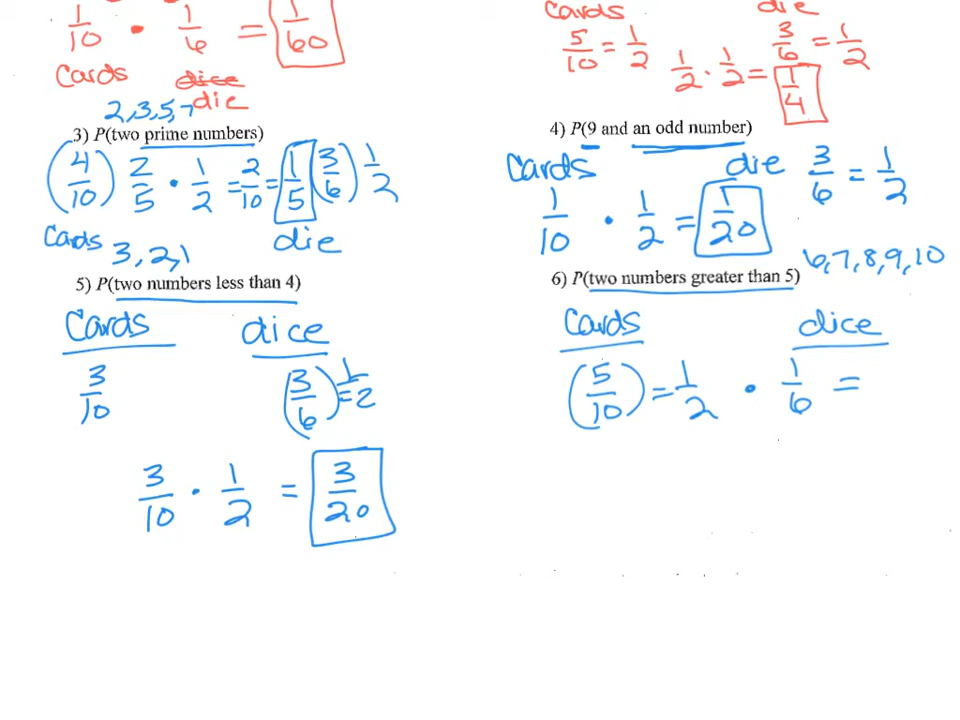 1/10 · 1/6 = 1/60
Cards dice
die
Cards die
5/10 = 1/2 3/6 = 1/2
1/2 · 1/2 = 1/4
2,3,5,7
3) P(two prime numbers)
(4/10) 2/5 · 1/2 = 2/10 = 1/5 (3/6) 1/2
Cards die
4) P(9 and an odd number)
Cards die 3/6 = 1/2
1/10 · 1/2 = 1/20
3, 2, 1
5) P(two numbers less than 4)
Cards dice
3/10 (3/6) = 1/2
3/10 · 1/2 = 3/20
6,7,8,9,10
6) P(two numbers greater than 5)
Cards dice
(5/10) = 1/2 · 1/6 =